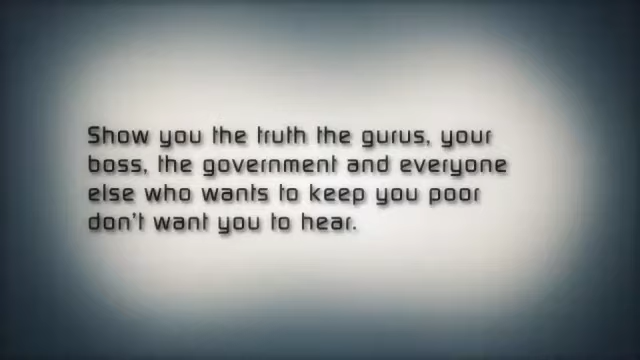 Show you the truth the gurus, your
boss, the government and everyone
else who wants to keep you poor
don't want you to hear.